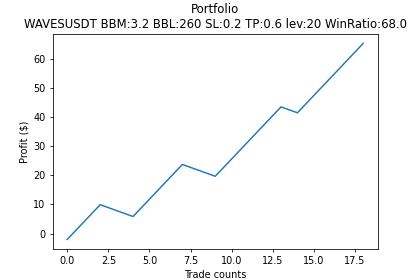 Portfolio
WAVESUSDT BBM:3.2 BBL:260 SL:0.2 TP:0.6 lev:20 WinRatio:68.0
Profit ($)
60
50
40
30
20
10
0
0.0 2.5 5.0 7.5 10.0 12.5 15.0 17.5
Trade counts